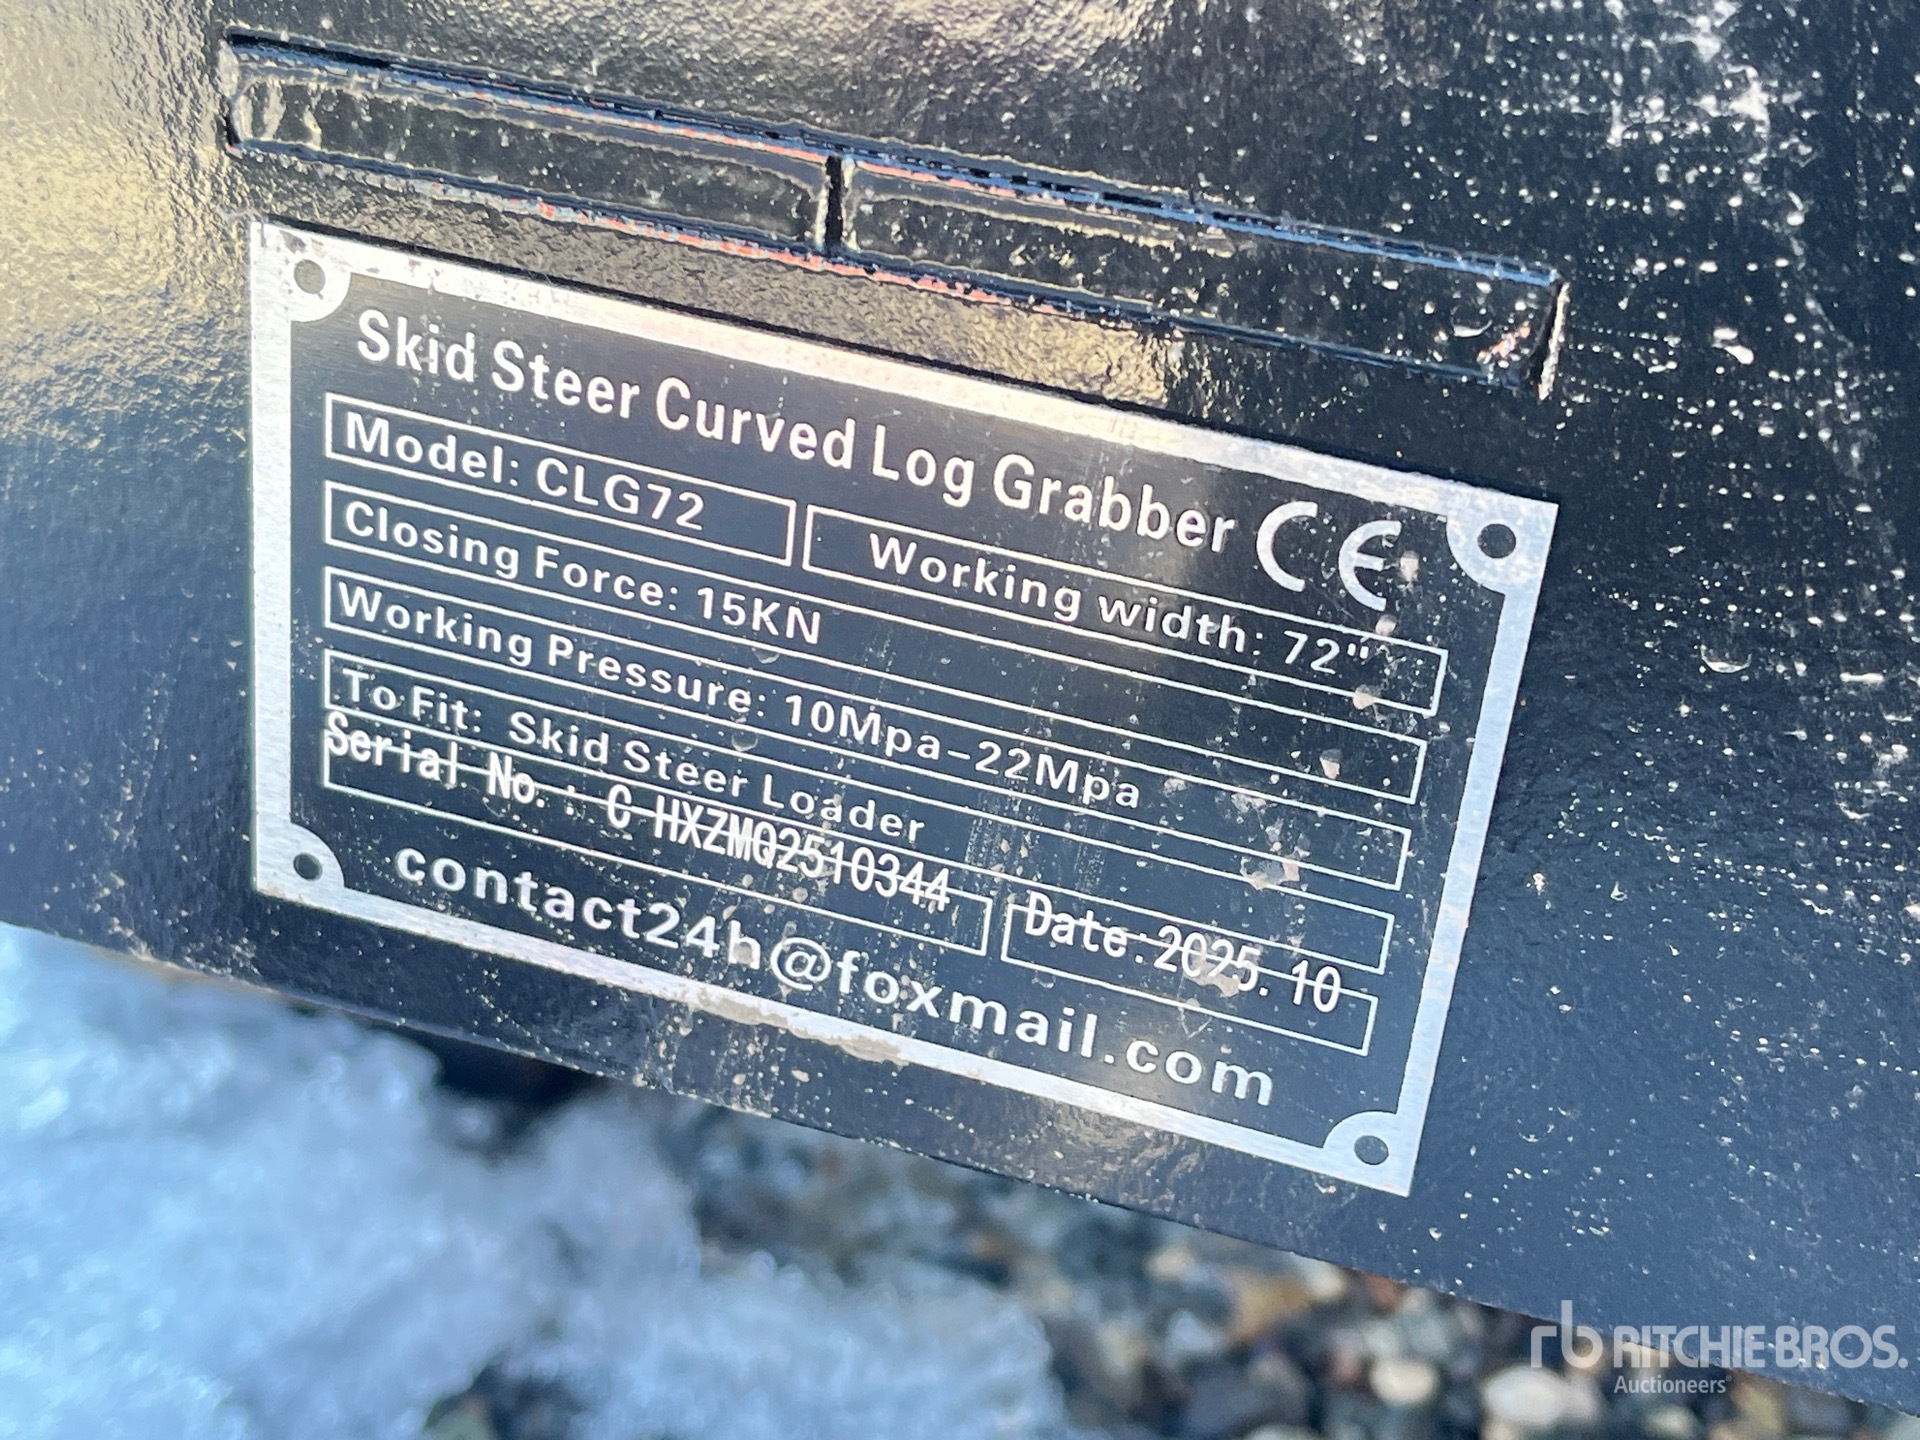 Skid Steer Curved Log Grabber CE
Model: CLG72
Working width: 72"
Closing Force: 15KN
Working Pressure: 10Mpa-22Mpa
To Fit: Skid Steer Loader
Serial No.: C-HXZMQ2510344
Date: 2025.10
contact24h@foxmail.com
rb RITCHIE BROS.
Auctioneers